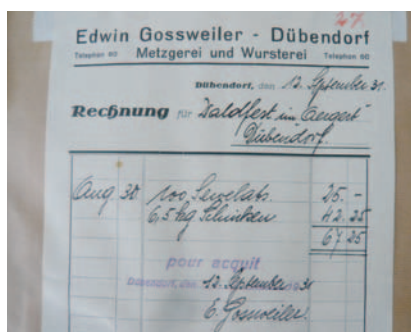 47.
Edwin Gossweiler - Dübendorf
Telephon 60 Metzgerei und Wursterei Telephon 60
Dübendorf, den 12. September 31.
Rechnung für Waldfest im
Dübendorf.
Aug 30. 100 Servelats. 25. -
6,5 kg Schinken 42.25
67 25
pour acquit
Dübendorf, den 12. September 31
E. Gossweiler.